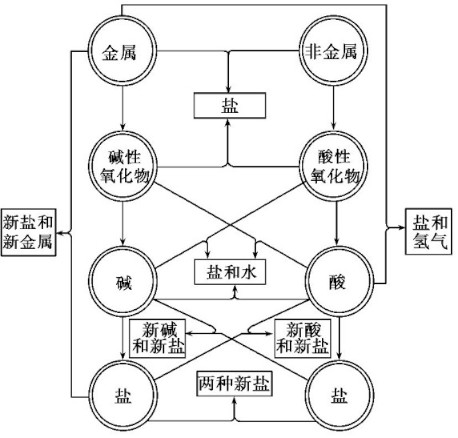 金属
非金属
盐
碱性
氧化物
酸性
氧化物
新盐和
新金属
盐和
氢气
碱
盐和水
酸
新碱
和新盐
新酸
和新盐
盐
两种新盐
盐